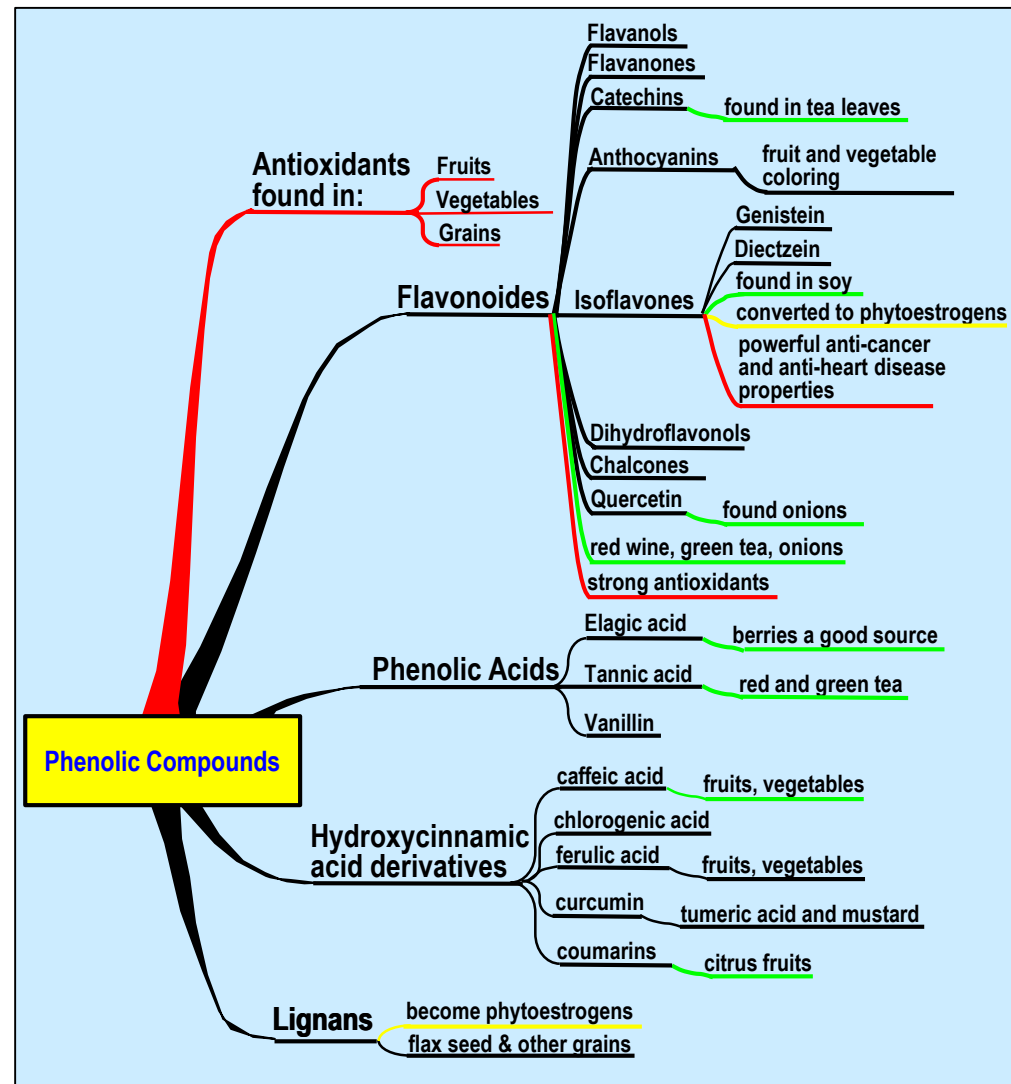 Flavanols
Flavanones
Catechins
found in tea leaves
Anthocyanins
fruit and vegetable
coloring
Antioxidants
found in:
Fruits
Vegetables
Grains
Flavonoides
Isoflavones
Genistein
Diectzein
found in soy
converted to phytoestrogens
powerful anti-cancer
and anti-heart disease
properties
Dihydroflavonols
Chalcones
Quercetin
found onions
red wine, green tea, onions
strong antioxidants
Phenolic Acids
Elagic acid
berries a good source
Tannic acid
red and green tea
Vanillin
Phenolic Compounds
Hydroxycinnamic
acid derivatives
caffeic acid
fruits, vegetables
chlorogenic acid
ferulic acid
fruits, vegetables
curcumin
tumeric acid and mustard
coumarins
citrus fruits
Lignans
become phytoestrogens
flax seed & other grains